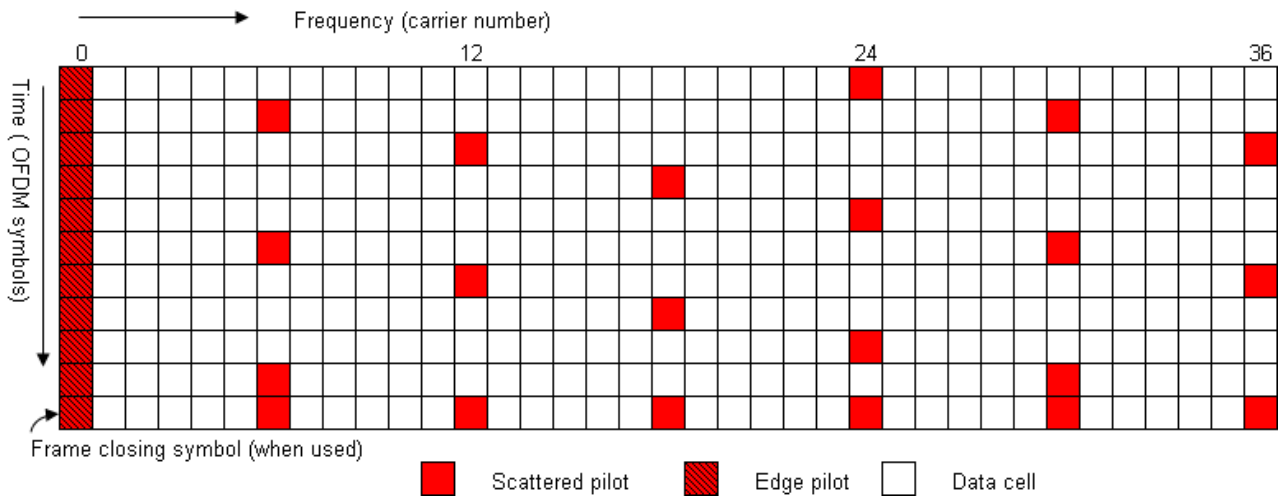 Frequency (carrier number)
0 12 24 36
Time ( OFDM symbols)
Frame closing symbol (when used)
Scattered pilot Edge pilot Data cell